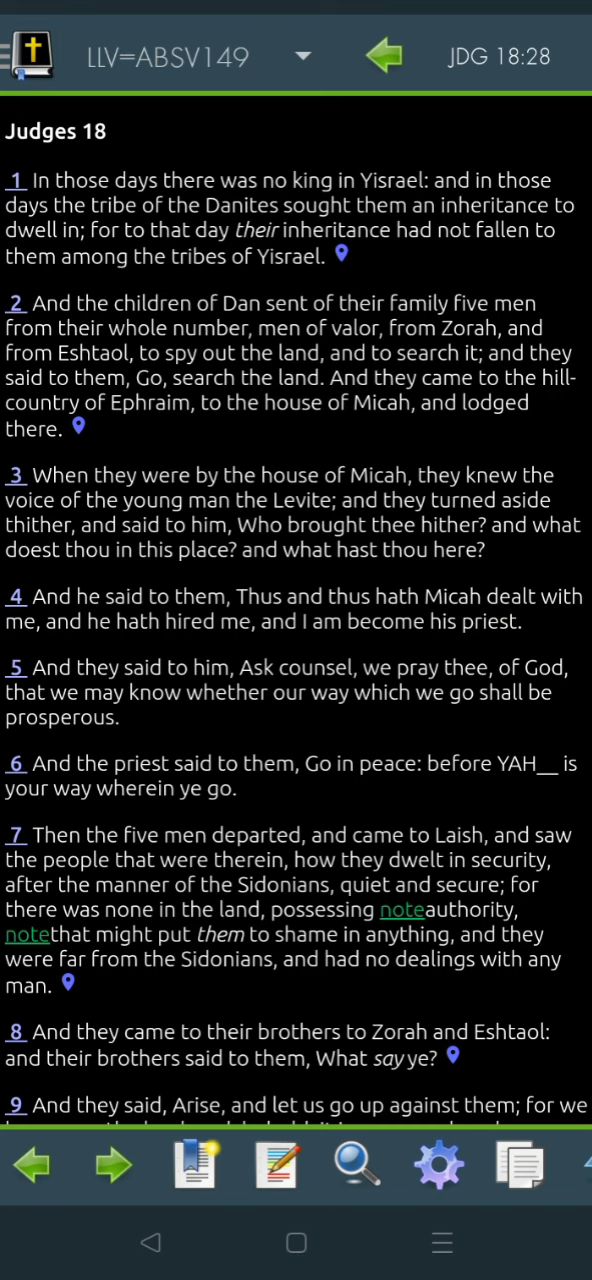 LLV=ABSV149
JDG 18:28
Judges 18
1 In those days there was no king in Yisrael: and in those
days the tribe of the Danites sought them an inheritance to
dwell in; for to that day their inheritance had not fallen to
them among the tribes of Yisrael.
2 And the children of Dan sent of their family five men
from their whole number, men of valor, from Zorah, and
from Eshtaol, to spy out the land, and to search it; and they
said to them, Go, search the land. And they came to the hill-
country of Ephraim, to the house of Micah, and lodged
there.
3 When they were by the house of Micah, they knew the
voice of the young man the Levite; and they turned aside
thither, and said to him, Who brought thee hither? and what
doest thou in this place? and what hast thou here?
4 And he said to them, Thus and thus hath Micah dealt with
me, and he hath hired me, and I am become his priest.
5 And they said to him, Ask counsel, we pray thee, of God,
that we may know whether our way which we go shall be
prosperous.
6 And the priest said to them, Go in peace: before YAH__ is
your way wherein ye go.
7 Then the five men departed, and came to Laish, and saw
the people that were therein, how they dwelt in security,
after the manner of the Sidonians, quiet and secure; for
there was none in the land, possessing noteauthority,
notethat might put them to shame in anything, and they
were far from the Sidonians, and had no dealings with any
man.
8 And they came to their brothers to Zorah and Eshtaol:
and their brothers said to them, What say ye?
9 And they said, Arise, and let us go up against them; for we